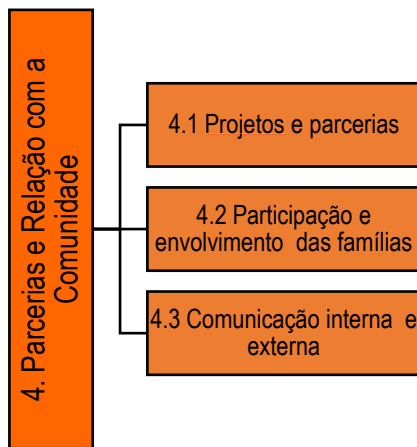 4. Parcerias e Relação com a
Comunidade
4.1 Projetos e parcerias
4.2 Participação e
envolvimento das famílias
4.3 Comunicação interna e
externa